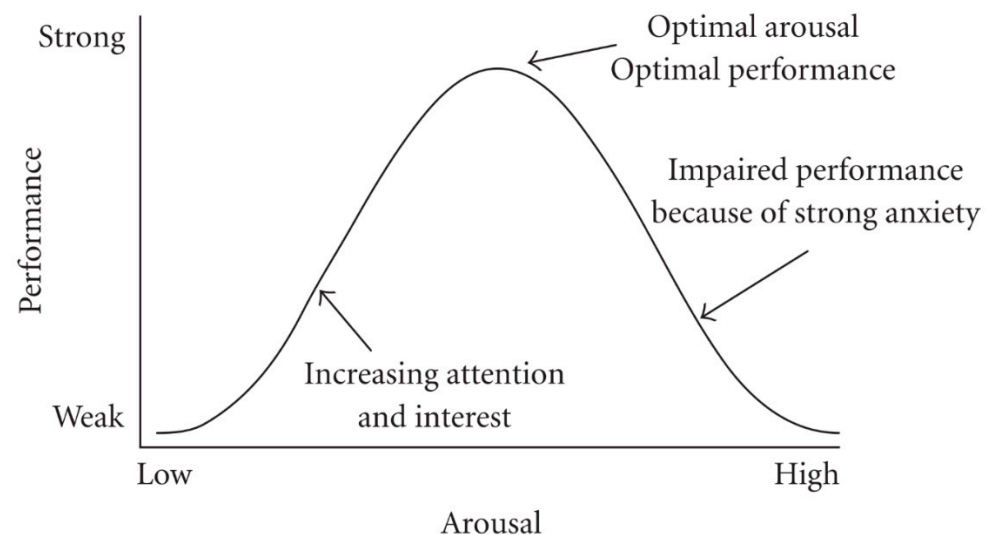 Strong
Optimal arousal
Optimal performance
Impaired performance
because of strong anxiety
Performance
Increasing attention
and interest
Weak
Low
High
Arousal